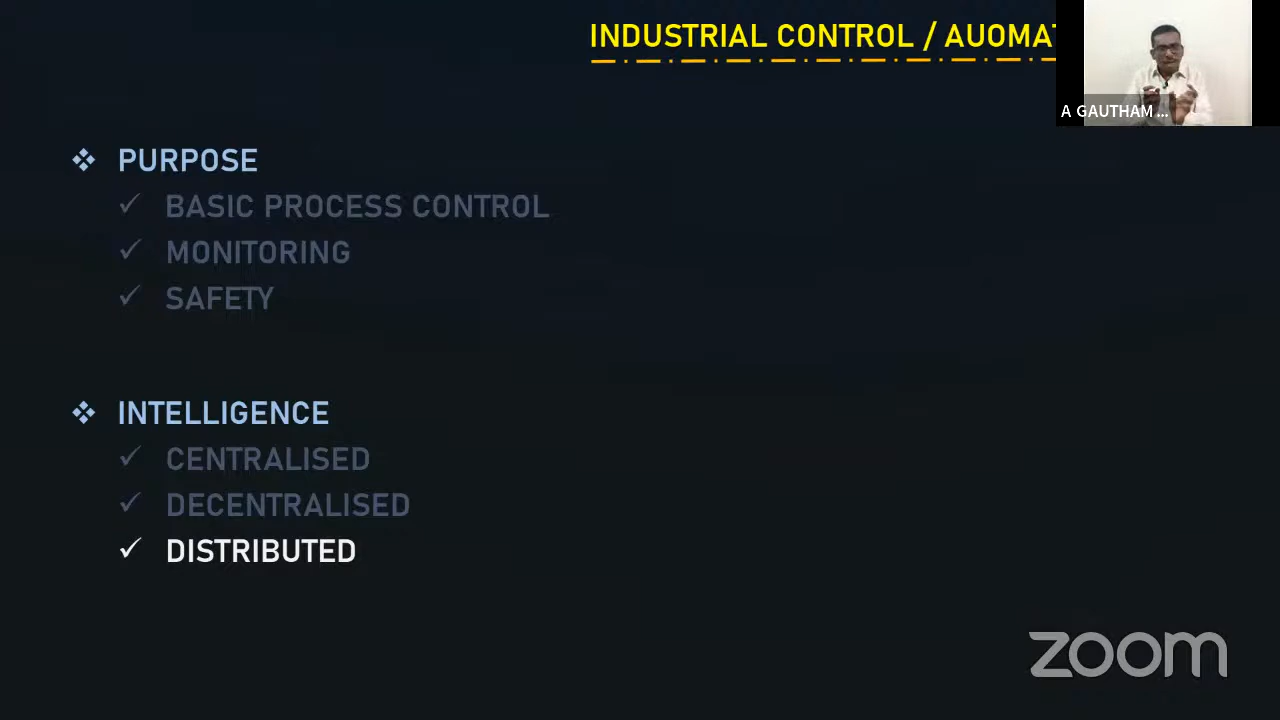 INDUSTRIAL CONTROL / AUOMAT
A GAUTHAM ...
PURPOSE
BASIC PROCESS CONTROL
MONITORING
SAFETY
INTELLIGENCE
CENTRALISED
DECENTRALISED
DISTRIBUTED
zoom